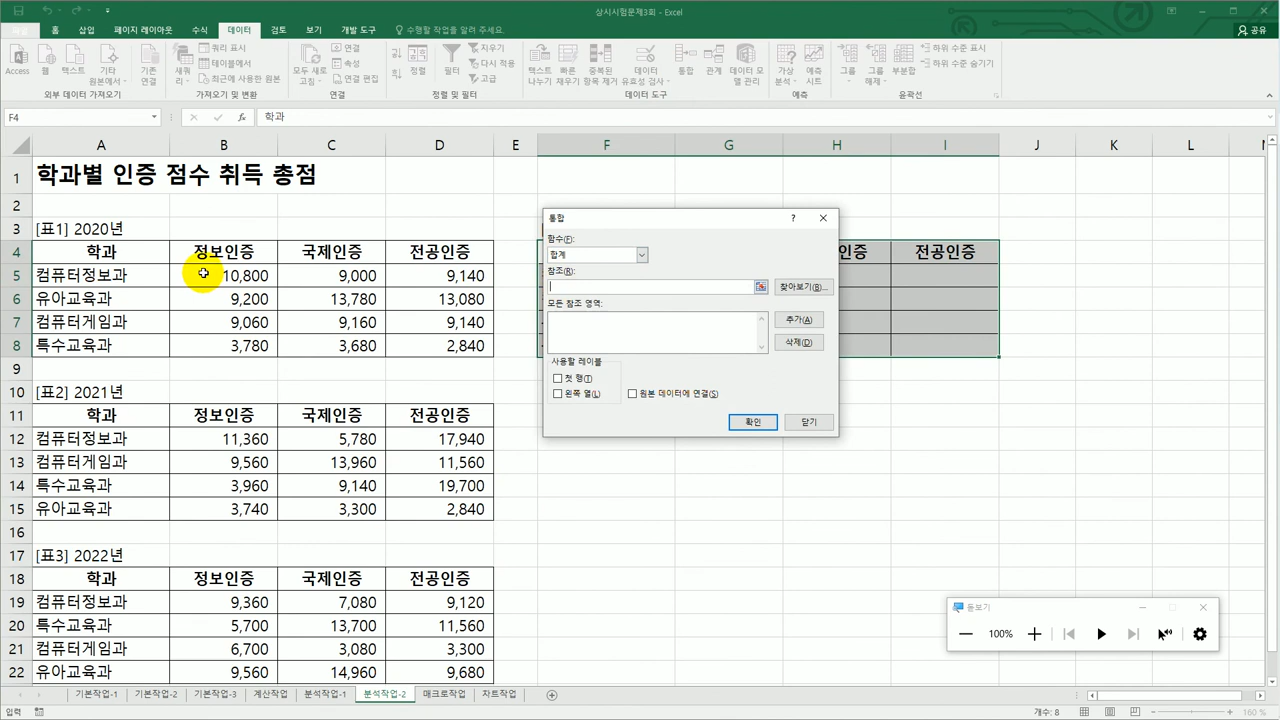 상시시험문제3회 - Excel
홈 삽입 페이지 레이아웃 수식 데이터 검토 보기 개발 도구 수행할 작업을 알려 주세요. 공유
Access 웹 텍스트 기타 원본에서 기존 연결 새쿼리 쿼리 표시 테이블에서 최근에 사용한 원본 모두 새로 고침 연결 속성 연결 편집 정렬 필터 지우기 다시 적용 고급 텍스트 나누기 빠른 채우기 중복된 항목 제거 데이터 유효성 검사 통합 관계 데이터 모델 관리 가상 분석 예측 시트 그룹 그룹 해제 부분합 하위 수준 표시 하위 수준 숨기기
외부 데이터 가져오기 가져오기 및 변환 연결 정렬 및 필터 데이터 도구 예측 윤곽선
F4 fx 학과
A B C D E F G H I J K L
1 학과별 인증 점수 취득 총점
2
3 [표1] 2020년
4 학과 정보인증 국제인증 전공인증 전공인증
5 컴퓨터정보과 10,800 9,000 9,140
6 유아교육과 9,200 13,780 13,080
7 컴퓨터게임과 9,060 9,160 9,140
8 특수교육과 3,780 3,680 2,840
9
10 [표2] 2021년
11 학과 정보인증 국제인증 전공인증
12 컴퓨터정보과 11,360 5,780 17,940
13 컴퓨터게임과 9,560 13,960 11,560
14 특수교육과 3,960 9,140 19,700
15 유아교육과 3,740 3,300 2,840
16
17 [표3] 2022년
18 학과 정보인증 국제인증 전공인증
19 컴퓨터정보과 9,360 7,080 9,120
20 특수교육과 5,700 13,700 11,560
21 컴퓨터게임과 6,700 3,080 3,300
22 유아교육과 9,560 14,960 9,680
통합 ?
함수(F):
합계
참조(R):
찾아보기(B)...
모든 참조 영역:
추가(A)
삭제(D)
사용할 레이블
첫 행(T)
왼쪽 열(L) 원본 데이터에 연결(S)
확인 닫기
돋보기
100%
기본작업-1 기본작업-2 기본작업-3 계산작업 분석작업-1 분석작업-2 매크로작업 차트작업
입력 개수: 8 160 %